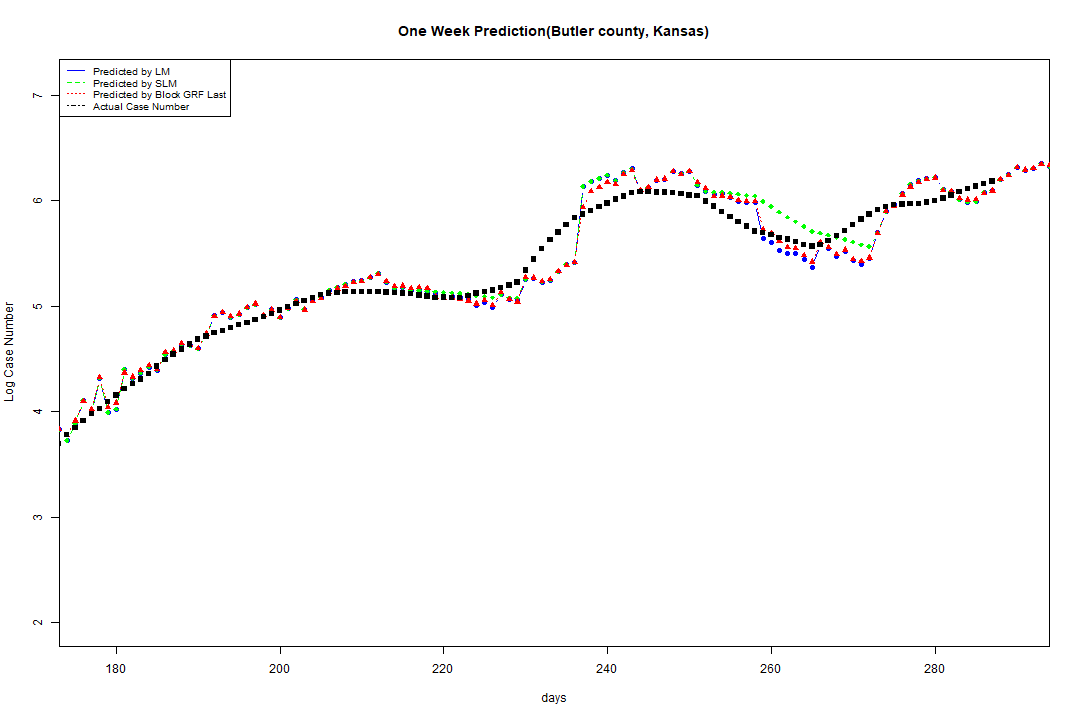 One Week Prediction(Butler county, Kansas)
Predicted by LM
Predicted by SLM
Predicted by Block GRF Last
Actual Case Number
7
6
5
4
3
2
Log Case Number
180 200 220 240 260 280
days